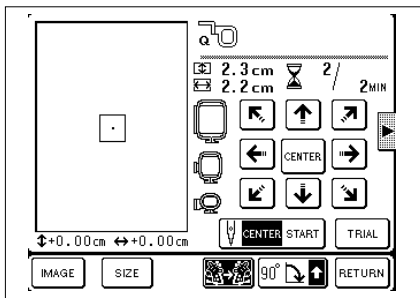 Q
2.3cm 2/
2.2cm 2MIN
CENTER
+0.00cm +0.00cm
CENTER START TRIAL
IMAGE SIZE 90° RETURN